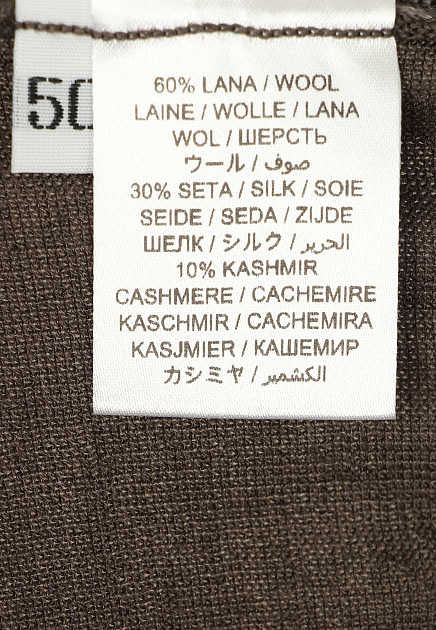 50
60% LANA / WOOL
LAINE / WOLLE / LANA
WOL / ШЕРСТЬ
ウール / صوف
30% SETA / SILK / SOIE
SEIDE / SEDA / ZIJDE
ШЕЛК / シルク / الحرير
10% KASHMIR
CASHMERE / CACHEMIRE
KASCHMIR / CACHEMIRA
KASJMIER / КАШЕМИР
カシミヤ / الكشمير